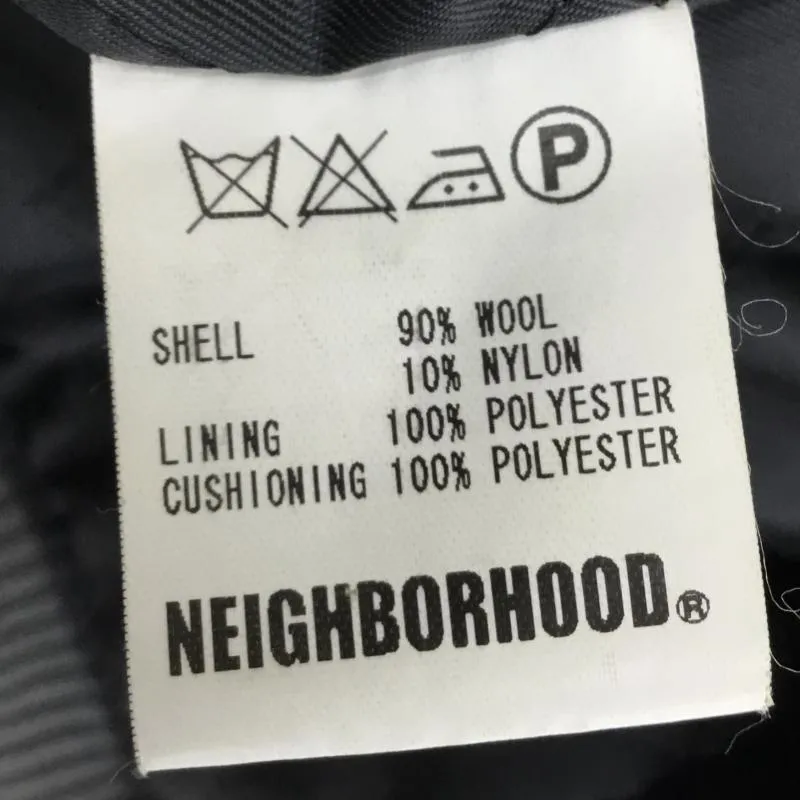 P
SHELL 90% WOOL
10% NYLON
LINING 100% POLYESTER
CUSHIONING 100% POLYESTER
NEIGHBORHOOD®